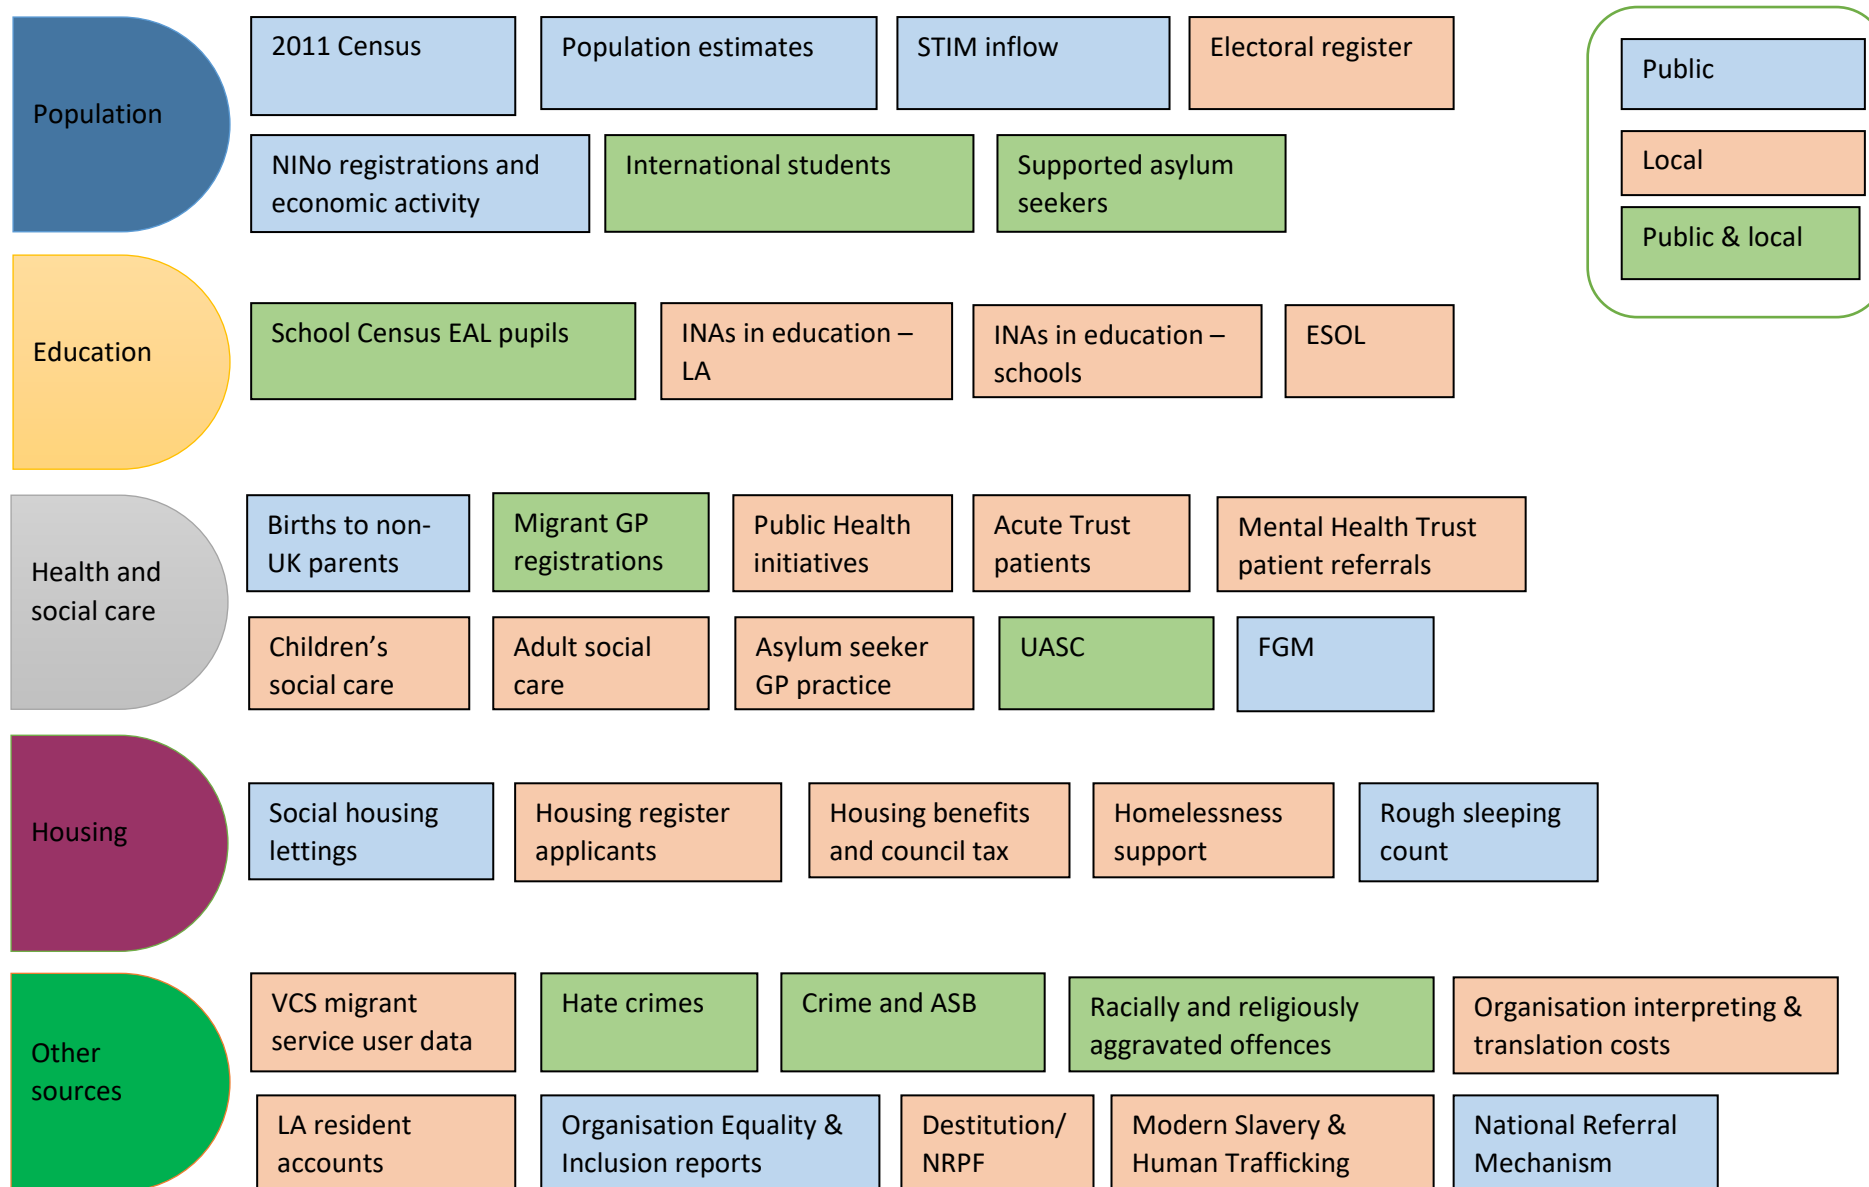 Population
2011 Census
Population estimates
STIM inflow
Electoral register
NINo registrations and
economic activity
International students
Supported asylum
seekers
Public
Local
Public & local
Education
School Census EAL pupils
INAs in education –
LA
INAs in education –
schools
ESOL
Health and
social care
Births to non-
UK parents
Migrant GP
registrations
Public Health
initiatives
Acute Trust
patients
Mental Health Trust
patient referrals
Children’s
social care
Adult social
care
Asylum seeker
GP practice
UASC
FGM
Housing
Social housing
lettings
Housing register
applicants
Housing benefits
and council tax
Homelessness
support
Rough sleeping
count
Other
sources
VCS migrant
service user data
Hate crimes
Crime and ASB
Racially and religiously
aggravated offences
Organisation interpreting &
translation costs
LA resident
accounts
Organisation Equality &
Inclusion reports
Destitution/
NRPF
Modern Slavery &
Human Trafficking
National Referral
Mechanism